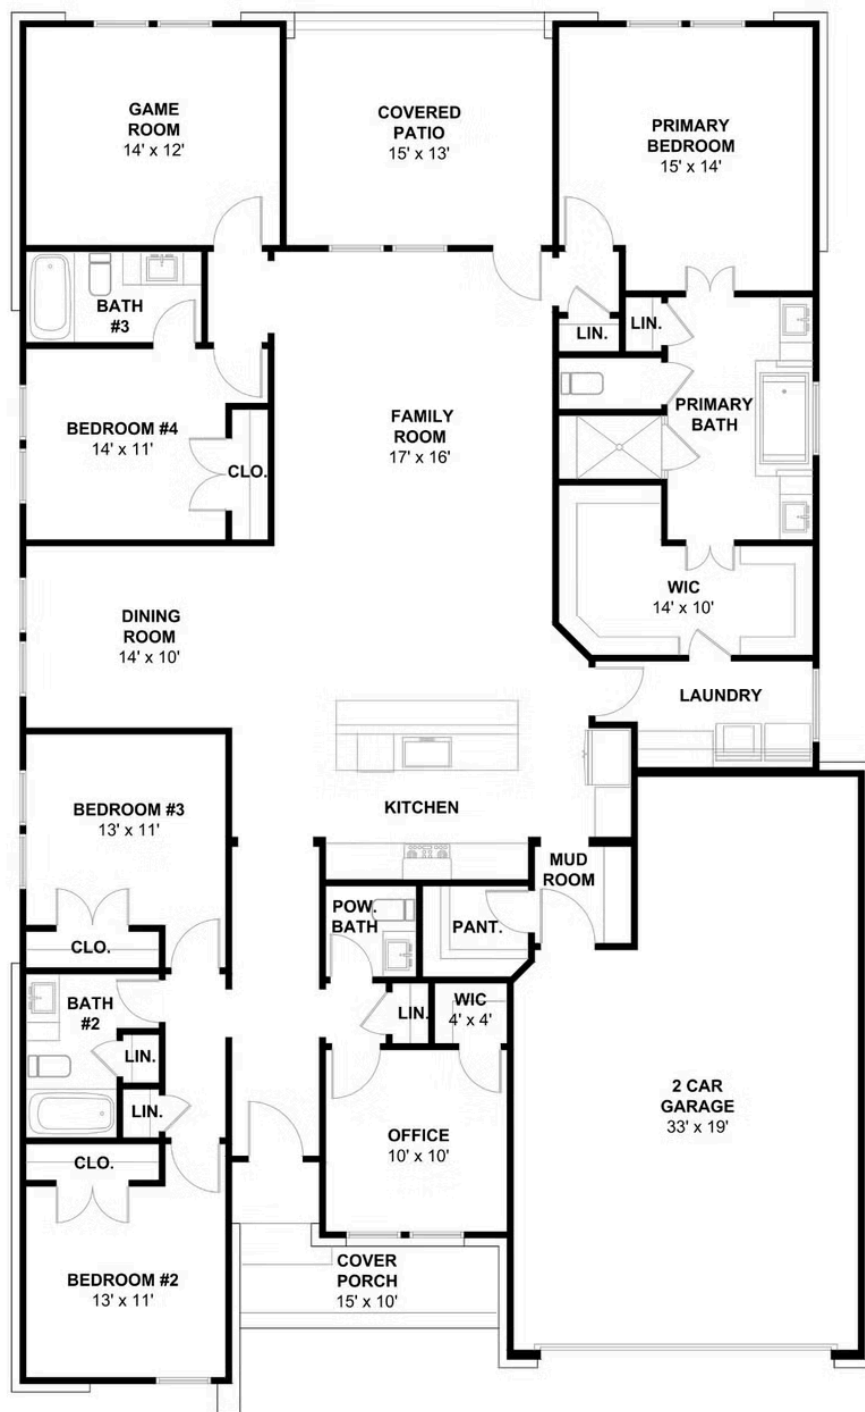 GAME
ROOM
14' x 12'
COVERED
PATIO
15' x 13'
PRIMARY
BEDROOM
15' x 14'
BATH
#3
LIN.
LIN.
BEDROOM #4
14' x 11'
CLO.
FAMILY
ROOM
17' x 16'
PRIMARY
BATH
DINING
ROOM
14' x 10'
WIC
14' x 10'
LAUNDRY
BEDROOM #3
13' x 11'
KITCHEN
MUD
ROOM
CLO.
POW.
BATH
PANT.
BATH
#2
LIN.
WIC
4' x 4'
LIN.
LIN.
CLO.
OFFICE
10' x 10'
2 CAR
GARAGE
33' x 19'
BEDROOM #2
13' x 11'
COVER
PORCH
15' x 10'